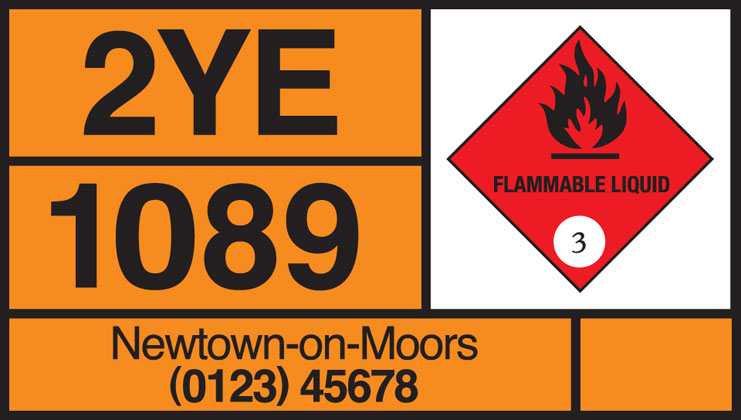 2YE
1089
FLAMMABLE LIQUID
3
Newtown-on-Moors
(0123) 45678